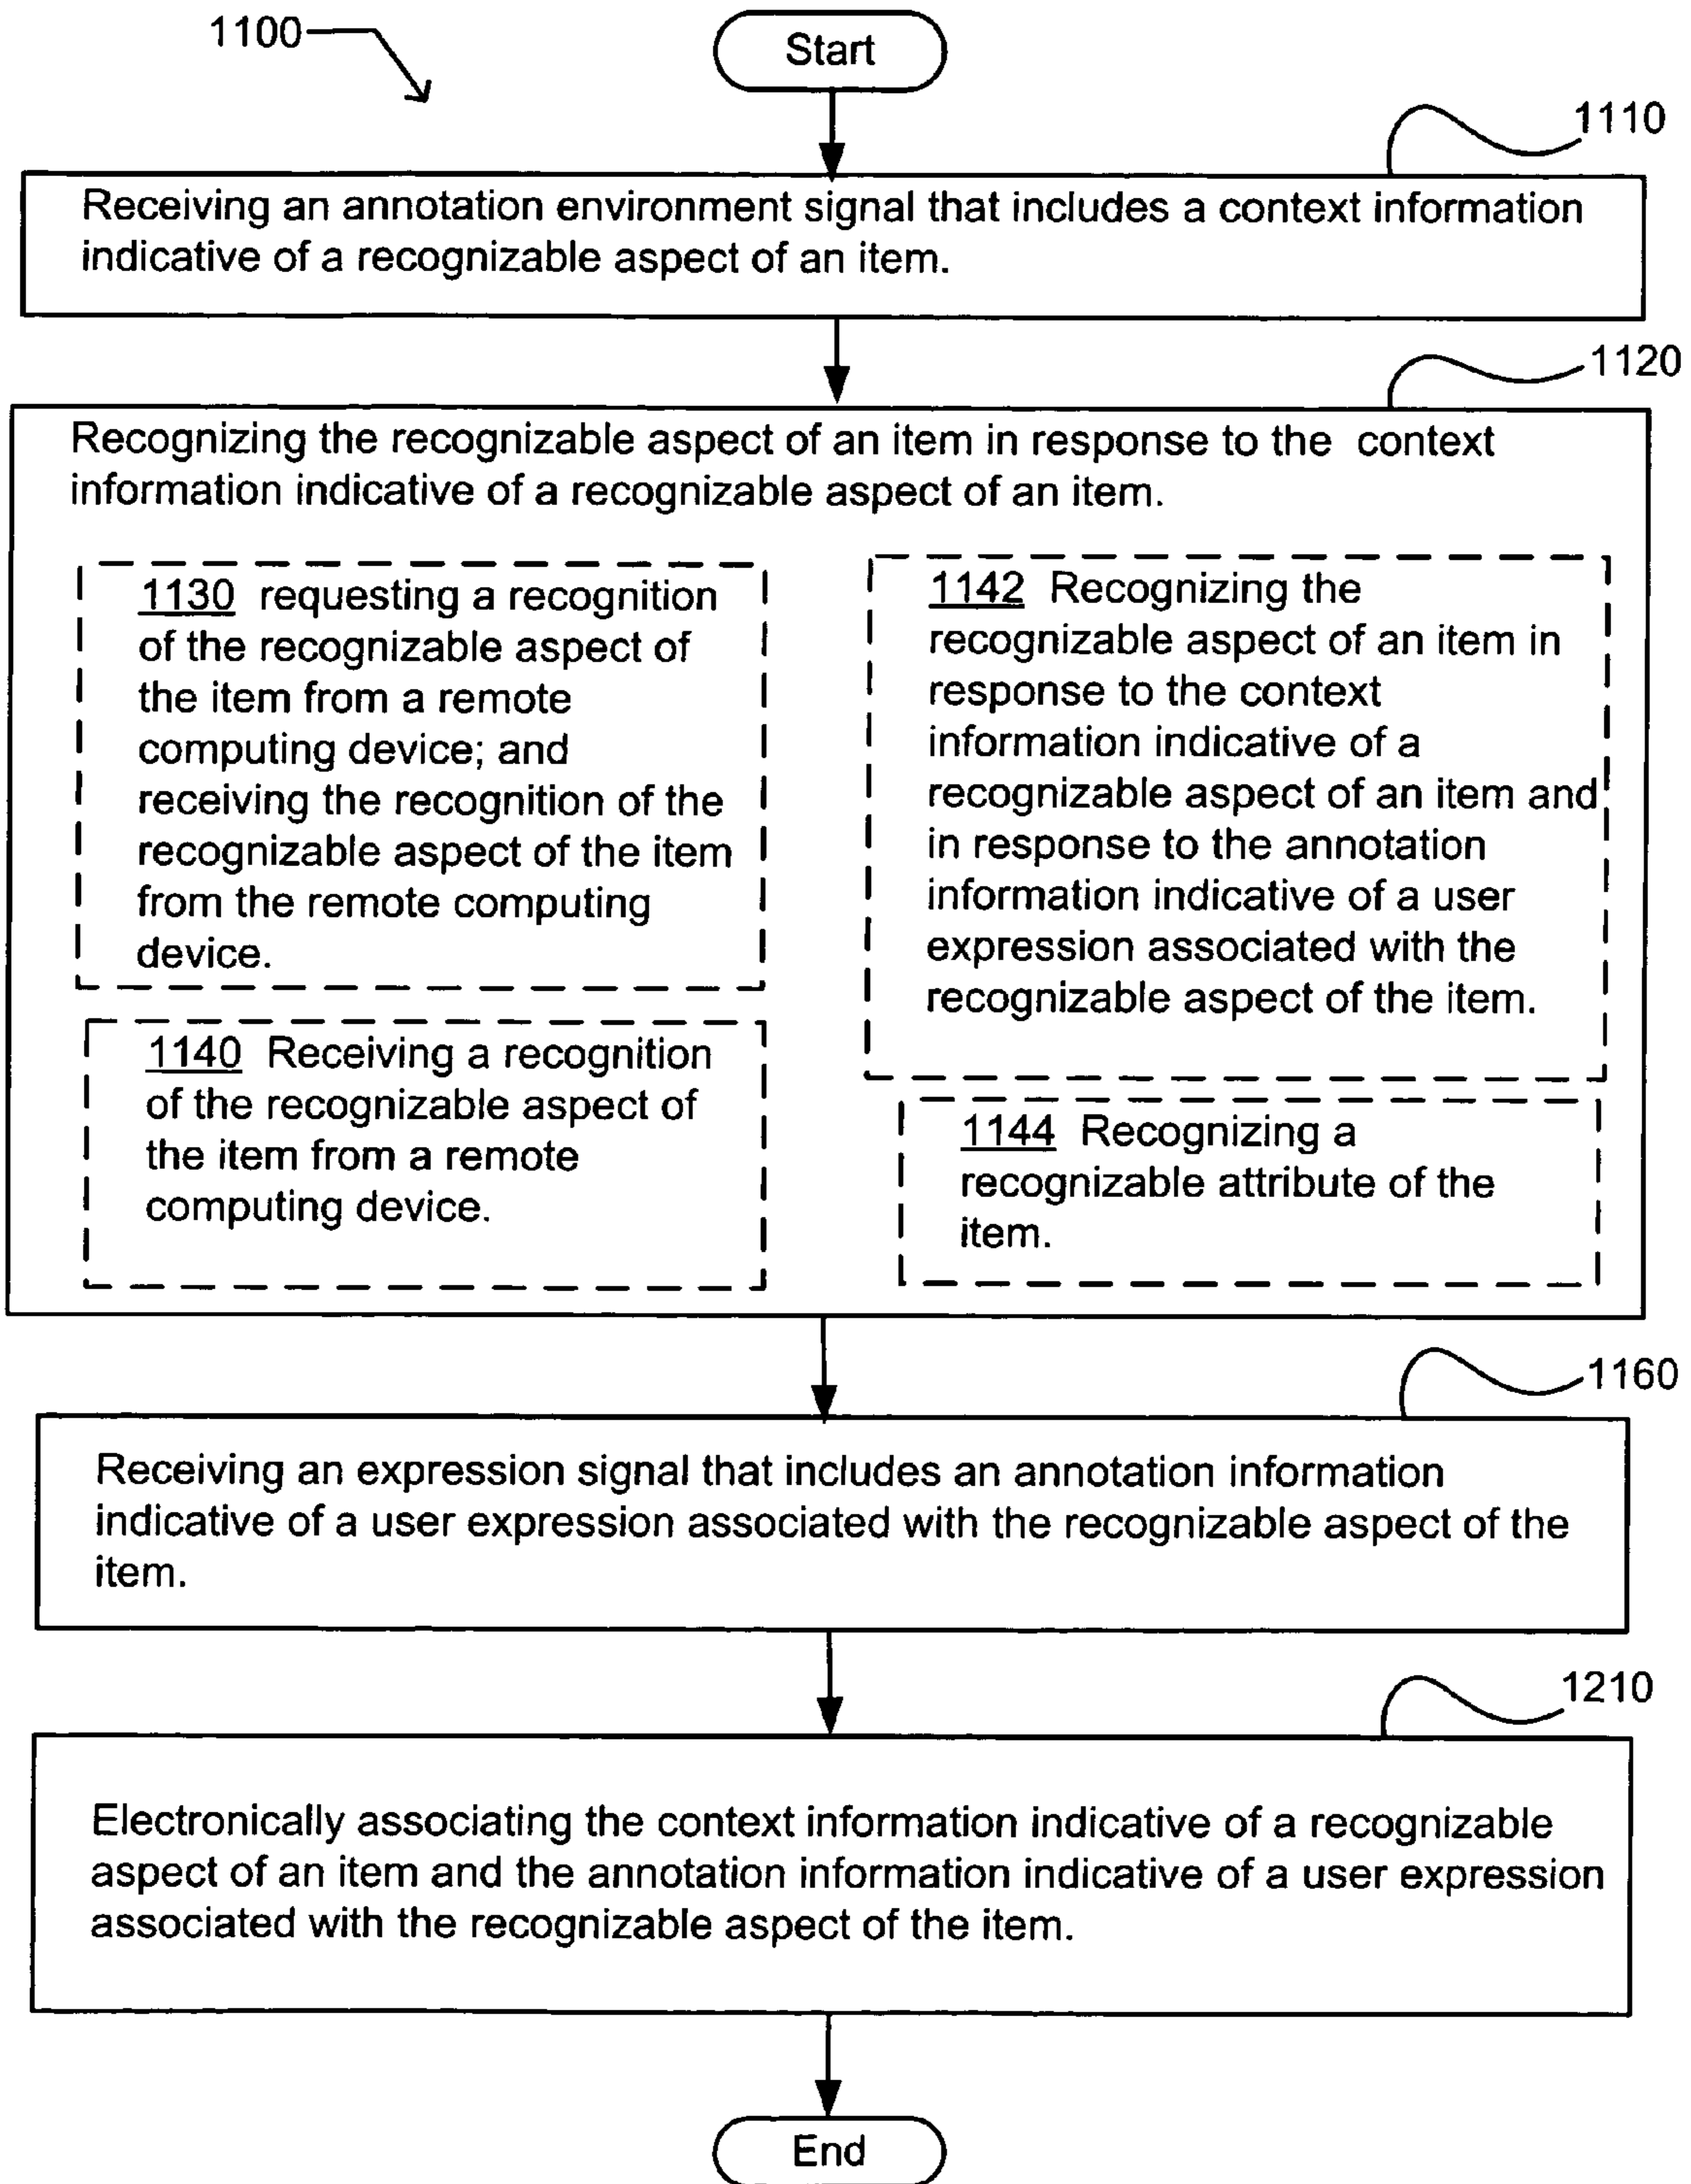 1100
Start
1110
Receiving an annotation environment signal that includes a context information
indicative of a recognizable aspect of an item.
1120
Recognizing the recognizable aspect of an item in response to the context
information indicative of a recognizable aspect of an item.
1130 requesting a recognition
of the recognizable aspect of
the item from a remote
computing device; and
receiving the recognition of the
recognizable aspect of the item
from the remote computing
device.
1140 Receiving a recognition
of the recognizable aspect of
the item from a remote
computing device.
1142 Recognizing the
recognizable aspect of an item in
response to the context
information indicative of a
recognizable aspect of an item and
in response to the annotation
information indicative of a user
expression associated with the
recognizable aspect of the item.
1144 Recognizing a
recognizable attribute of the
item.
1160
Receiving an expression signal that includes an annotation information
indicative of a user expression associated with the recognizable aspect of the
item.
1210
Electronically associating the context information indicative of a recognizable
aspect of an item and the annotation information indicative of a user expression
associated with the recognizable aspect of the item.
End